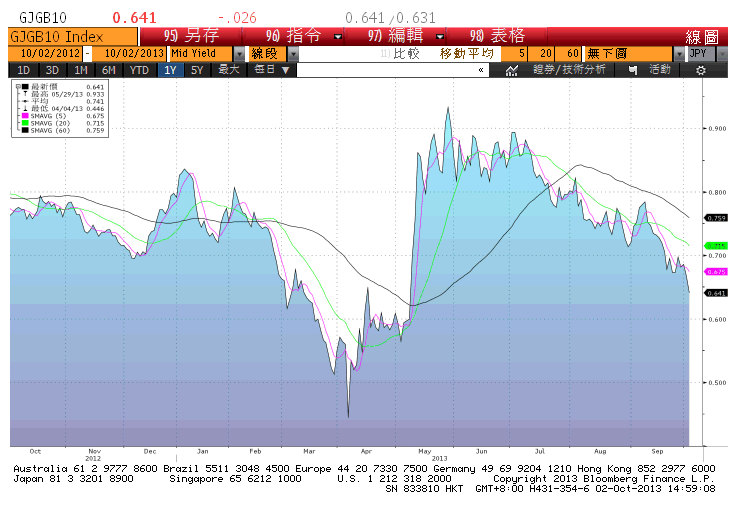 GJGB10 0.641 -.026 0.641/0.631
GJGB10 Index 95) 另存 96) 指令 97) 編輯 98) 表格 線圖
10/02/2012 - 10/02/2013 Mid Yield 線段 比較 移動平均 5 20 60 無下圖 JPY
1D 3D 1M 6M YTD 1Y 5Y 最大 每日 ▼ « 證券/技術分析 活動
最新價 0.641
最高 05/29/13 0.933
平均 0.741
最低 04/04/13 0.446
SMAVG (5) 0.675
SMAVG (20) 0.715
SMAVG (60) 0.759
0.900
0.800
0.759
0.715
0.700
0.675
0.641
0.600
0.500
Oct Nov Dec Jan Feb Mar Apr May Jun Jul Aug Sep
2012 2013
Australia 61 2 9777 8600 Brazil 5511 3048 4500 Europe 44 20 7330 7500 Germany 49 69 9204 1210 Hong Kong 852 2977 6000
Japan 81 3 3201 8900 Singapore 65 6212 1000 U.S. 1 212 318 2000 Copyright 2013 Bloomberg Finance L.P.
SN 833810 HKT GMT+8:00 H431-354-6 02-Oct-2013 14:59:08